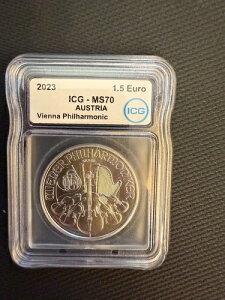 2023 1.5 Euro
ICG - MS70
AUSTRIA
Vienna Philharmonic
ICG
WIENER PHILHARMONIKER